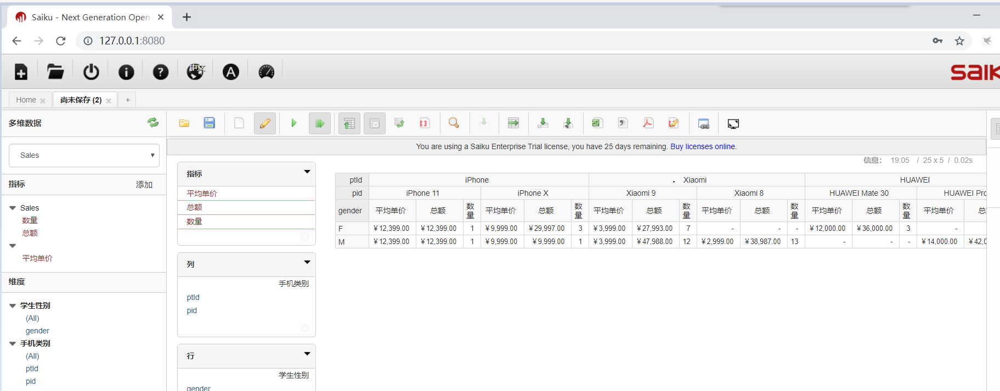 Saiku - Next Generation Open
127.0.0.1:8080
中文
saik
Home
尚未保存 (2)
+
多维数据
Sales
指标 添加
Sales
数量
总额
平均单价
维度
学生性别
(All)
gender
手机类别
(All)
ptId
pid
You are using a Saiku Enterprise Trial license, you have 25 days remaining. Buy licenses online.
信息: 19:05 / 25 x 5 / 0.02s
指标
平均单价
总额
数量
列
手机类别
ptId
pid
行
学生性别
gender
ptId iPhone Xiaomi HUAWEI
pid iPhone 11 iPhone X Xiaomi 9 Xiaomi 8 HUAWEI Mate 30 HUAWEI Pro
gender 平均单价 总额 数量 平均单价 总额 数量 平均单价 总额 数量 平均单价 总额 数量 平均单价 总额 数量 平均单价 总
F ¥12,399.00 ¥12,399.00 1 ¥9,999.00 ¥29,997.00 3 ¥3,999.00 ¥27,993.00 7 - - - ¥12,000.00 ¥36,000.00 3 -
M ¥12,399.00 ¥12,399.00 1 ¥9,999.00 ¥9,999.00 1 ¥3,999.00 ¥47,988.00 12 ¥2,999.00 ¥38,987.00 13 - - - ¥14,000.00 ¥42,0